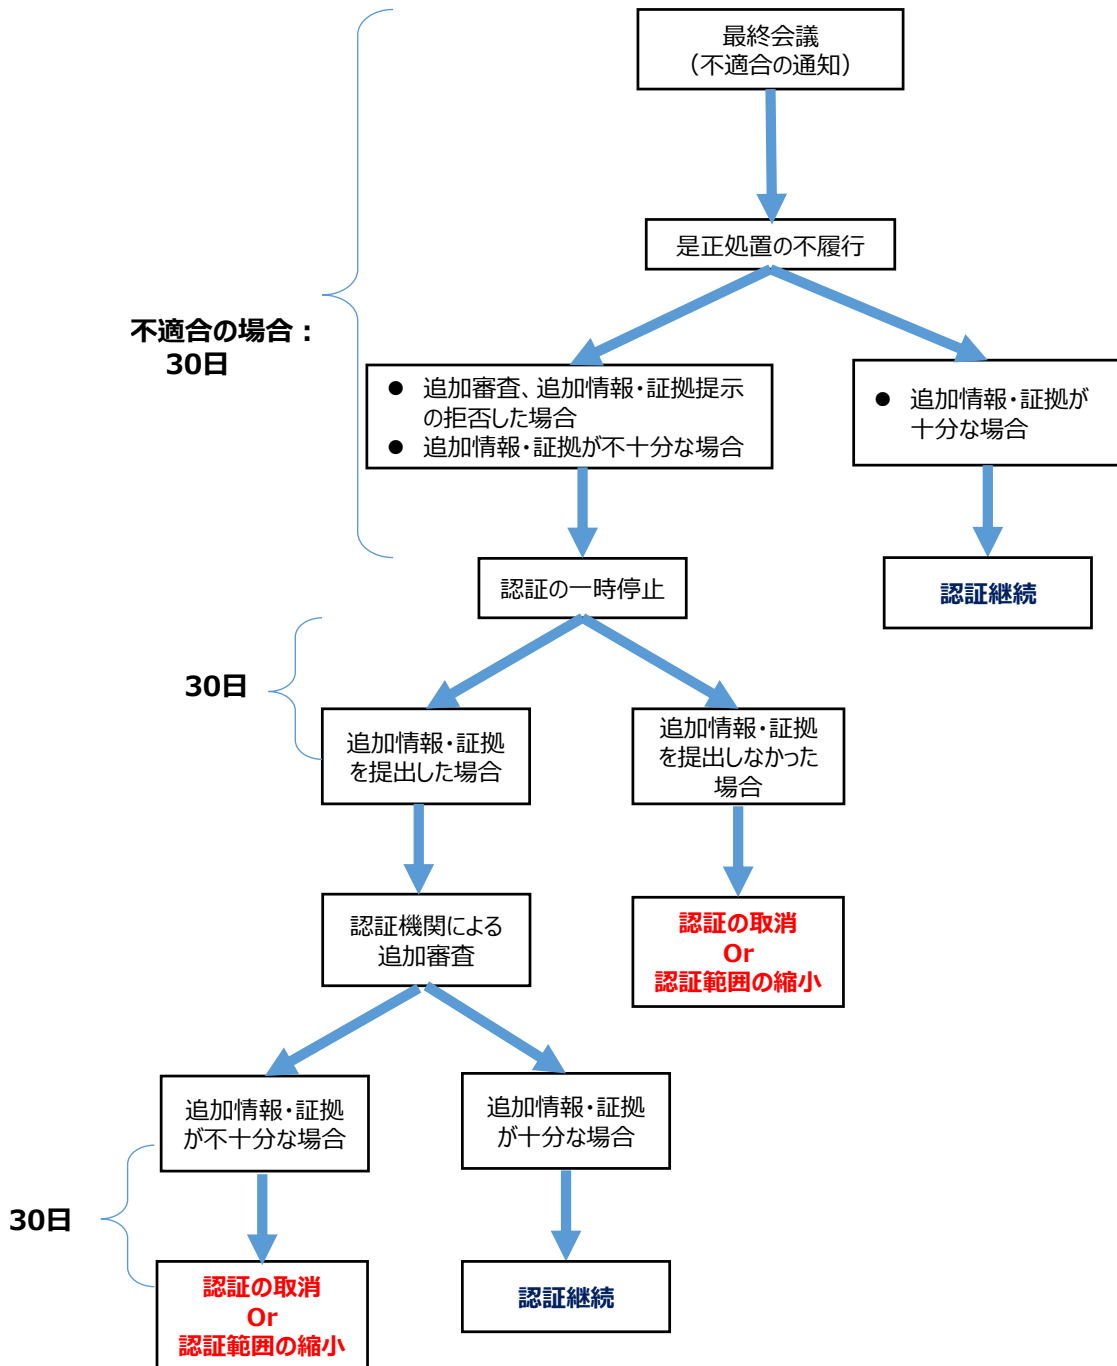 最終会議
（不適合の通知）
是正処置の不履行
不適合の場合：
30日
● 追加審査、追加情報・証拠提示
の拒否した場合
● 追加情報・証拠が不十分な場合
● 追加情報・証拠が
十分な場合
認証の一時停止
認証継続
30日
追加情報・証拠
を提出した場合
追加情報・証拠
を提出しなかった
場合
認証機関による
追加審査
認証の取消
Or
認証範囲の縮小
追加情報・証拠
が不十分な場合
追加情報・証拠
が十分な場合
30日
認証の取消
Or
認証範囲の縮小
認証継続